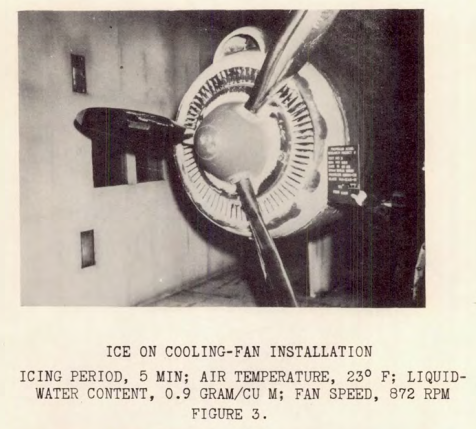 ICE ON COOLING-FAN INSTALLATION
ICING PERIOD, 5 MIN; AIR TEMPERATURE, 23° F; LIQUID-
WATER CONTENT, 0.9 GRAM/CU M; FAN SPEED, 872 RPM
FIGURE 3.